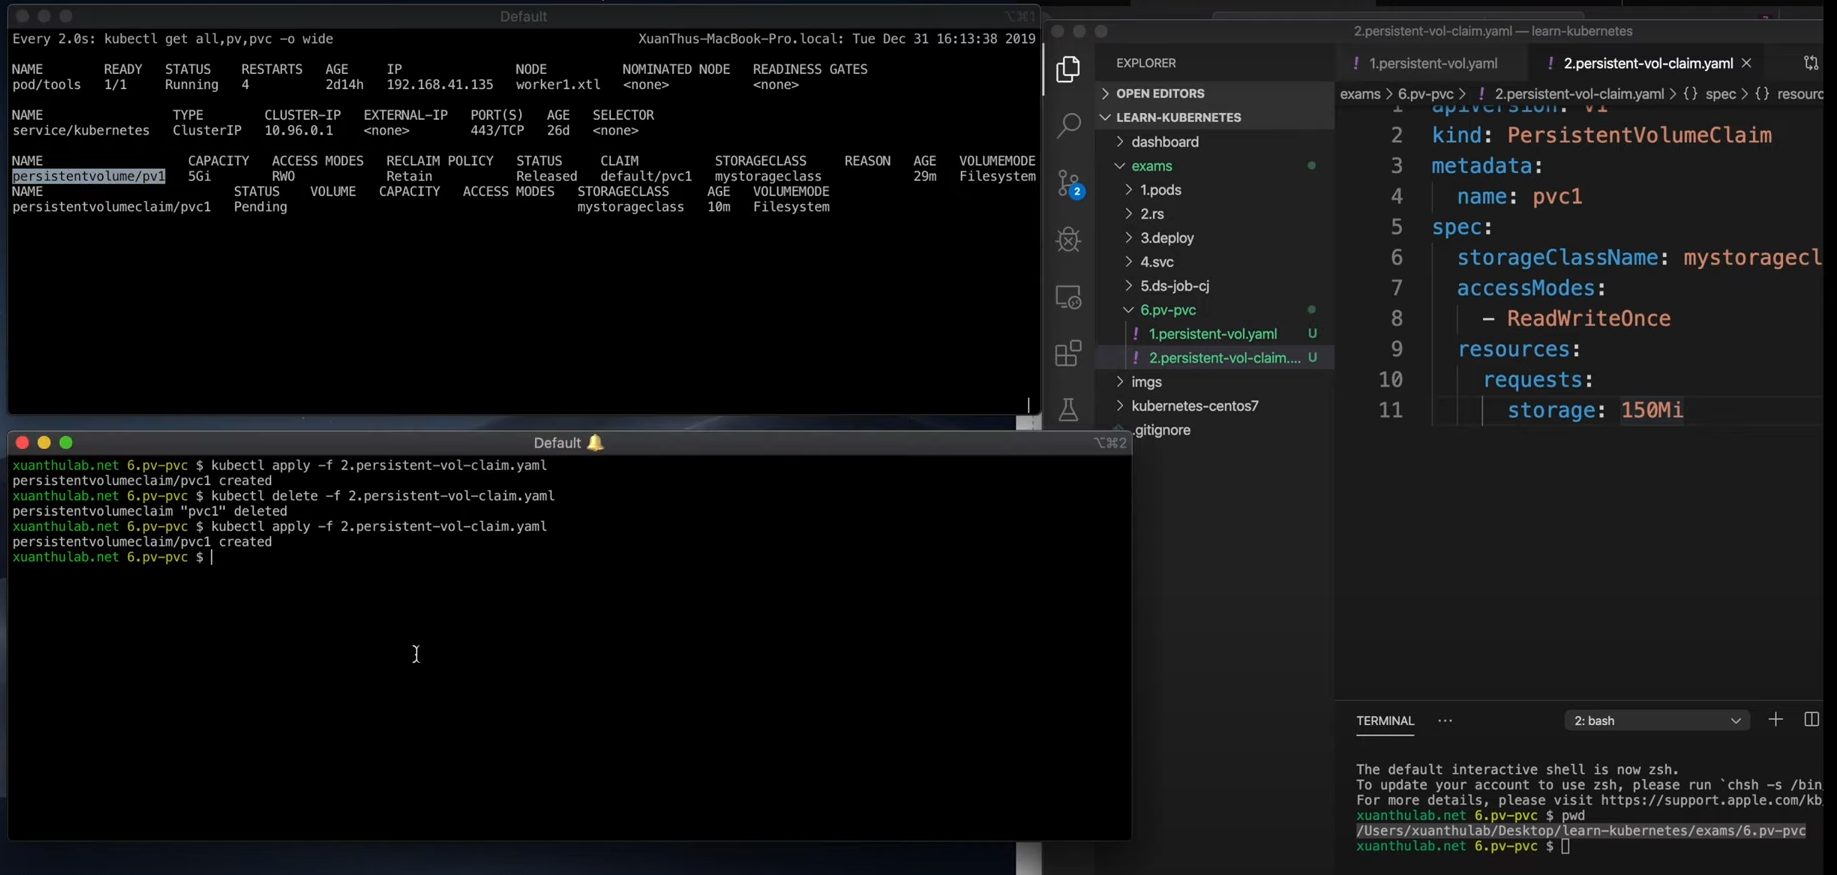 Default
⌥⌘1
Every 2.0s: kubectl get all,pv,pvc -o wide XuanThus-MacBook-Pro.local: Tue Dec 31 16:13:38 2019
NAME READY STATUS RESTARTS AGE IP NODE NOMINATED NODE READINESS GATES
pod/tools 1/1 Running 4 2d14h 192.168.41.135 worker1.xtl <none> <none>
NAME TYPE CLUSTER-IP EXTERNAL-IP PORT(S) AGE SELECTOR
service/kubernetes ClusterIP 10.96.0.1 <none> 443/TCP 26d <none>
NAME CAPACITY ACCESS MODES RECLAIM POLICY STATUS CLAIM STORAGECLASS REASON AGE VOLUMEMODE
persistentvolume/pv1 5Gi RWO Retain Released default/pvc1 mystorageclass 29m Filesystem
NAME STATUS VOLUME CAPACITY ACCESS MODES STORAGECLASS AGE VOLUMEMODE
persistentvolumeclaim/pvc1 Pending mystorageclass 10m Filesystem
Default 🔔
⌥⌘2
xuanthulab.net 6.pv-pvc $ kubectl apply -f 2.persistent-vol-claim.yaml
persistentvolumeclaim/pvc1 created
xuanthulab.net 6.pv-pvc $ kubectl delete -f 2.persistent-vol-claim.yaml
persistentvolumeclaim "pvc1" deleted
xuanthulab.net 6.pv-pvc $ kubectl apply -f 2.persistent-vol-claim.yaml
persistentvolumeclaim/pvc1 created
xuanthulab.net 6.pv-pvc $
2.persistent-vol-claim.yaml — learn-kubernetes
EXPLORER
OPEN EDITORS
LEARN-KUBERNETES
dashboard
exams
1.pods
2.rs
3.deploy
4.svc
5.ds-job-cj
6.pv-pvc
! 1.persistent-vol.yaml U
! 2.persistent-vol-claim.... U
imgs
kubernetes-centos7
.gitignore
2
! 1.persistent-vol.yaml
! 2.persistent-vol-claim.yaml ×
exams > 6.pv-pvc > ! 2.persistent-vol-claim.yaml > {} spec > {} resourc
1 apiVersion: v1
2 kind: PersistentVolumeClaim
3 metadata:
4 name: pvc1
5 spec:
6 storageClassName: mystoragecl
7 accessModes:
8 - ReadWriteOnce
9 resources:
10 requests:
11 storage: 150Mi
TERMINAL ... 2: bash
The default interactive shell is now zsh.
To update your account to use zsh, please run `chsh -s /bin
For more details, please visit https://support.apple.com/kb
xuanthulab.net 6.pv-pvc $ pwd
/Users/xuanthulab/Desktop/learn-kubernetes/exams/6.pv-pvc
xuanthulab.net 6.pv-pvc $